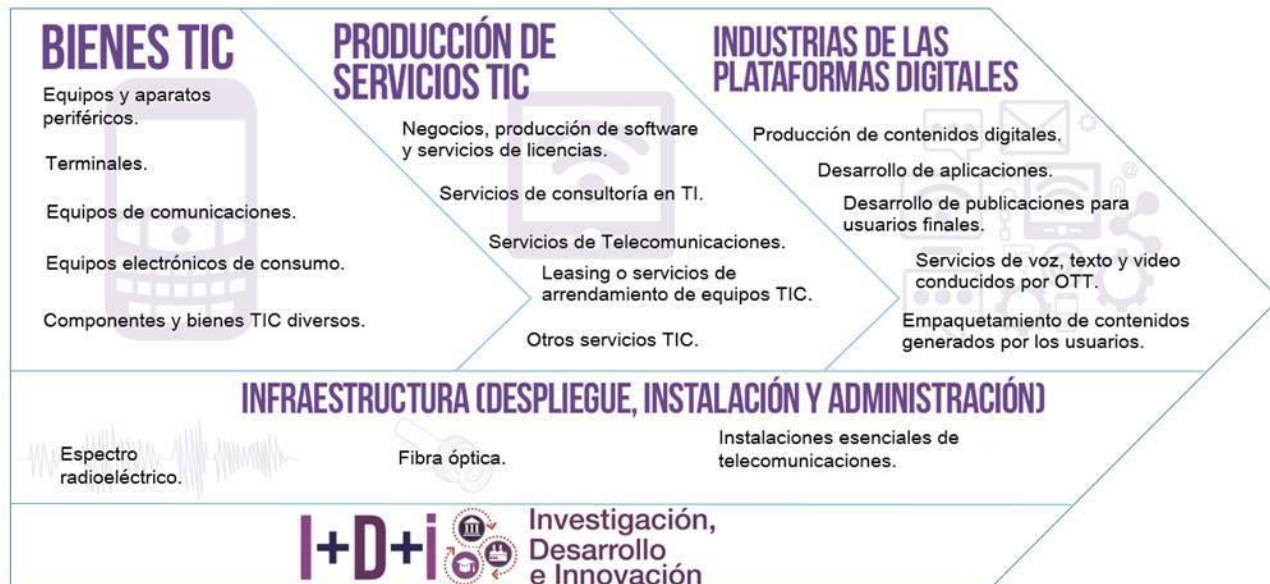 BIENES TIC
Equipos y aparatos
periféricos.
Terminales.
Equipos de comunicaciones.
Equipos electrónicos de consumo.
Componentes y bienes TIC diversos.
PRODUCCIÓN DE
SERVICIOS TIC
Negocios, producción de software
y servicios de licencias.
Servicios de consultoría en TI.
Servicios de Telecomunicaciones.
Leasing o servicios de
arrendamiento de equipos TIC.
Otros servicios TIC.
INDUSTRIAS DE LAS
PLATAFORMAS DIGITALES
Producción de contenidos digitales.
Desarrollo de aplicaciones.
Desarrollo de publicaciones para
usuarios finales.
Servicios de voz, texto y video
conducidos por OTT.
Empaquetamiento de contenidos
generados por los usuarios.
INFRAESTRUCTURA (DESPLIEGUE, INSTALACIÓN Y ADMINISTRACIÓN)
Espectro
radioeléctrico.
Fibra óptica.
Instalaciones esenciales de
telecomunicaciones.
I+D+i
Investigación,
Desarrollo
e Innovación